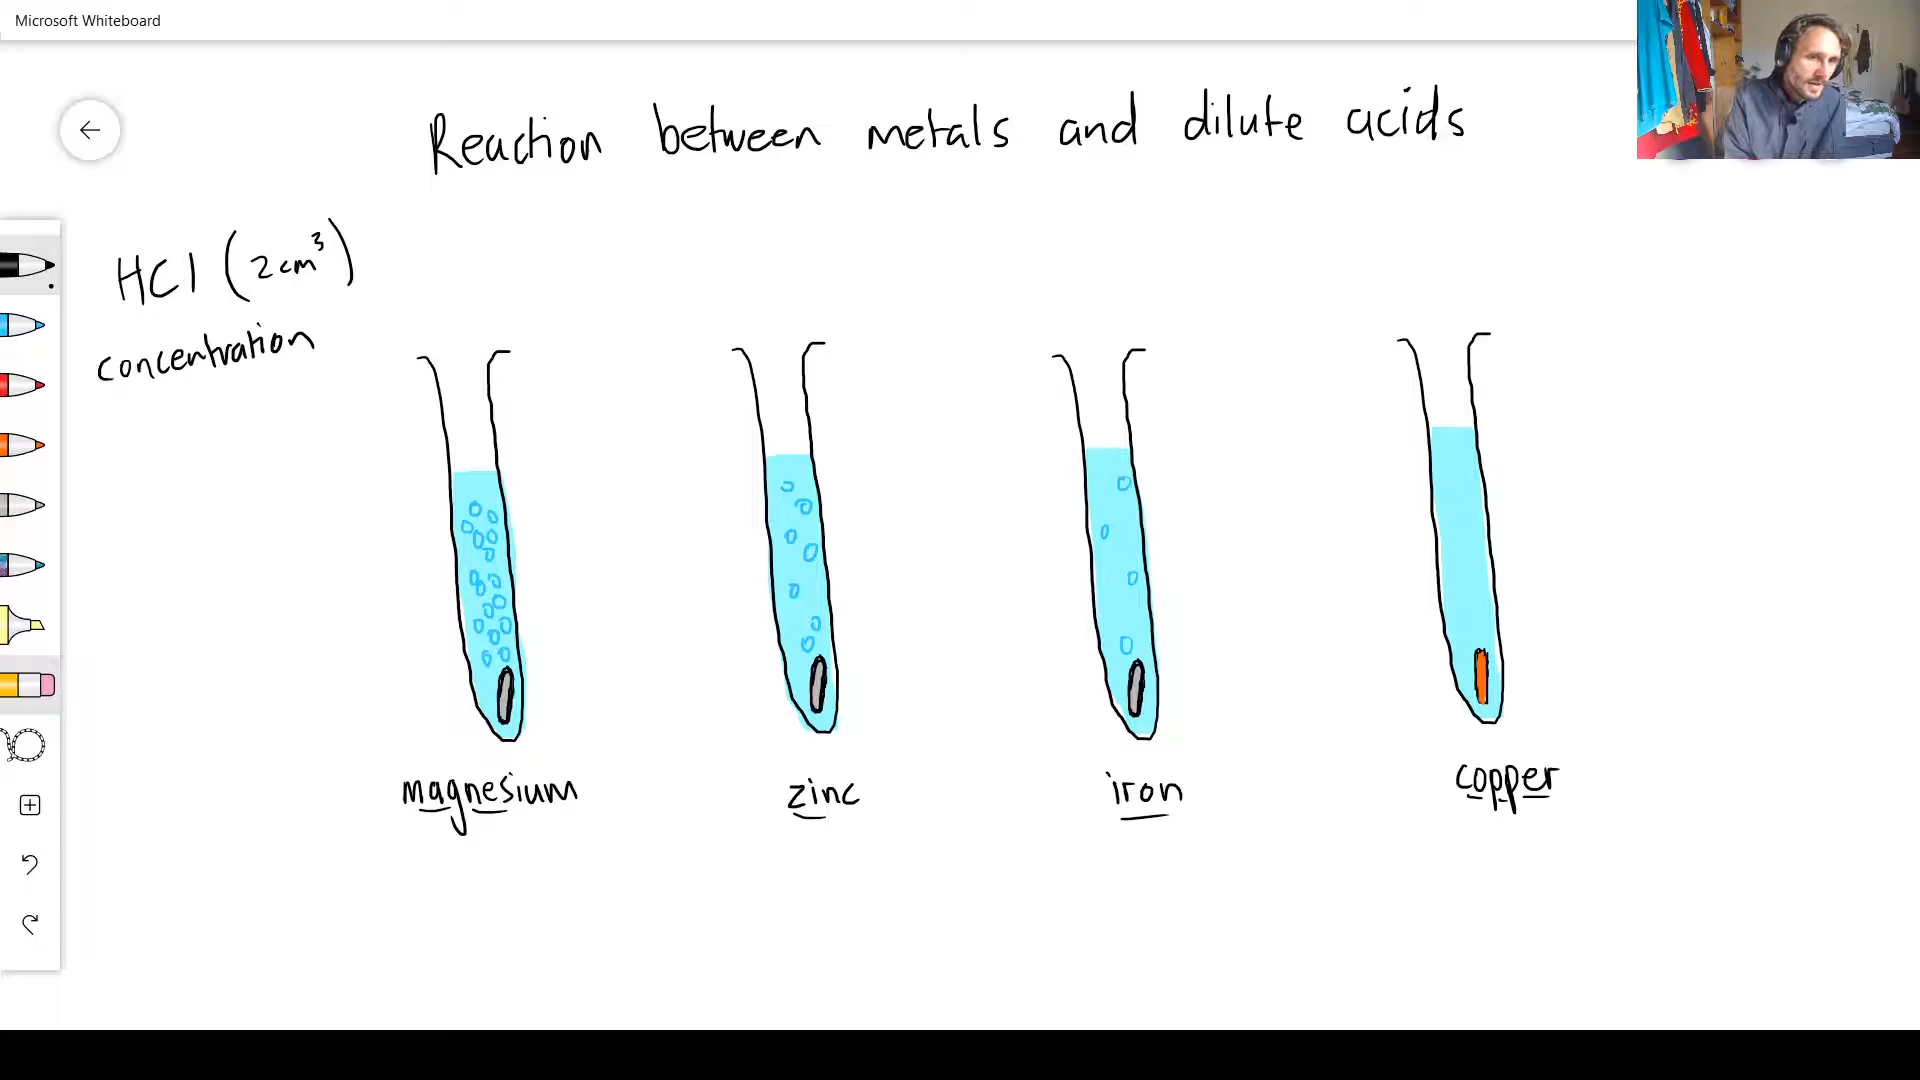 Microsoft Whiteboard
Reaction between metals and dilute acids
HCl (2cm³)
concentration
magnesium
zinc
iron
copper